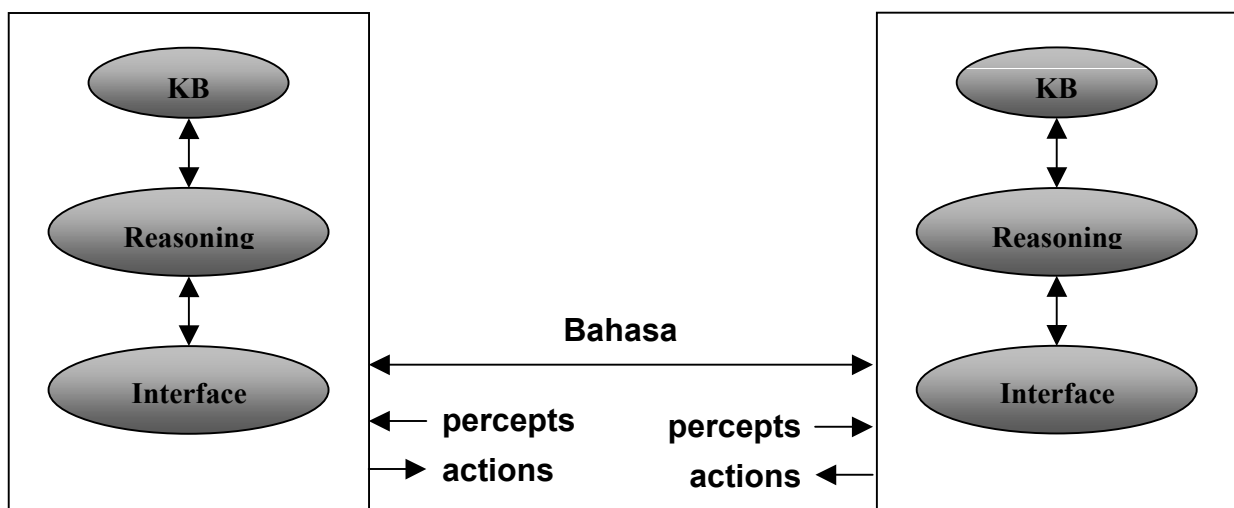 KB
Reasoning
Interface
Bahasa
percepts
actions
percepts
actions
KB
Reasoning
Interface